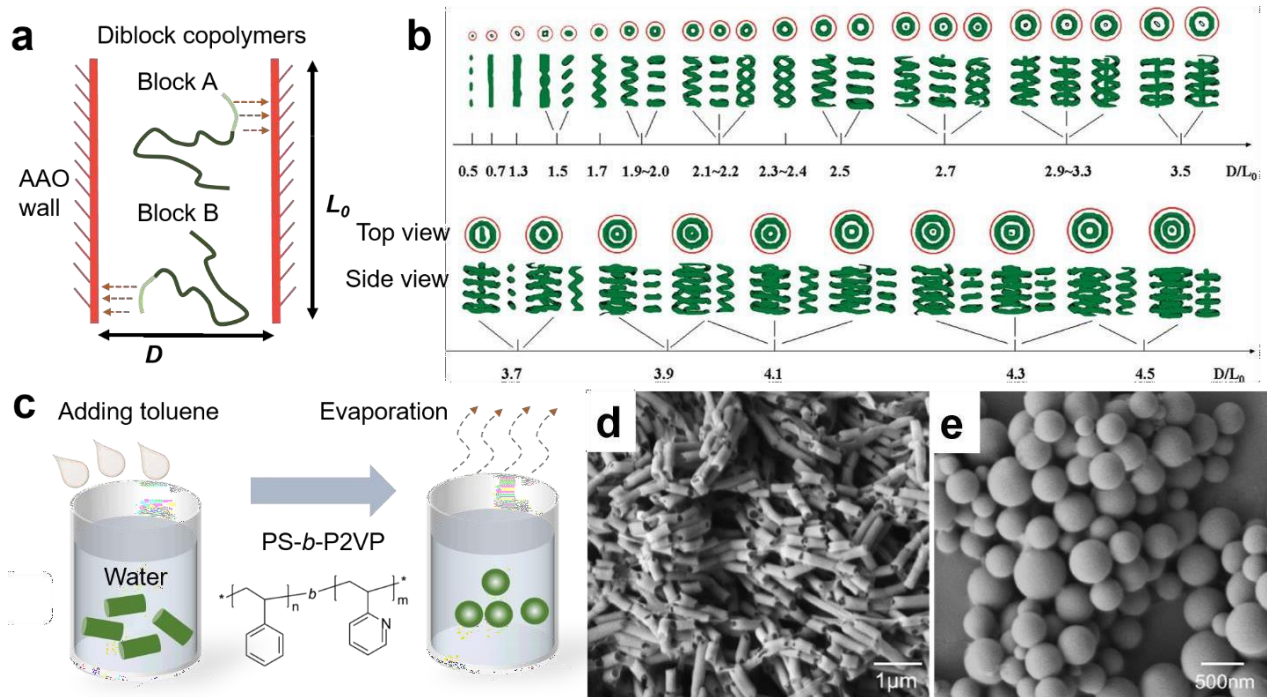 a
Diblock copolymers
Block A
AAO
wall
Block B
L₀
D
b
0.5 0.7 1.3 1.5 1.7 1.9~2.0 2.1~2.2 2.3~2.4 2.5 2.7 2.9~3.3 3.5 D/L₀
Top view
Side view
3.7 3.9 4.1 4.3 4.5 D/L₀
c
Adding toluene
Evaporation
PS-b-P2VP
Water
* n b m *
N
d
1μm
e
500nm